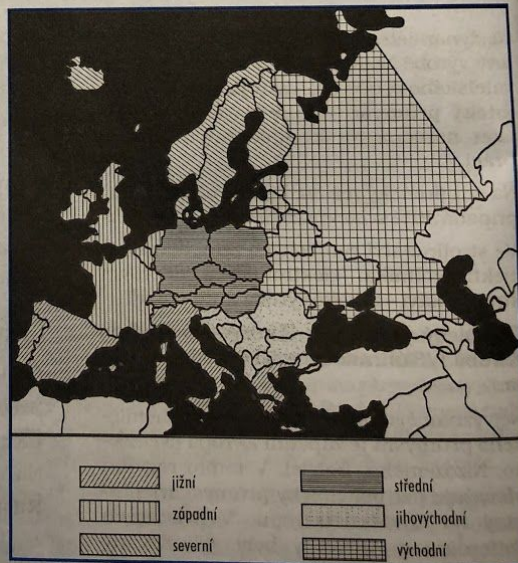 jižní
západní
severní
střední
jihovýchodní
východní